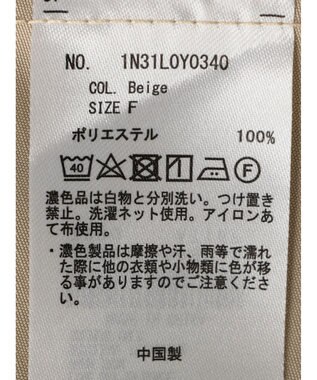 NO. 1N31L0Y0340
COL. Beige
SIZE F
ポリエステル 100%
40 F
濃色品は白物と分別洗い。つけ置き
禁止。洗濯ネット使用。アイロンあ
て布使用。
・濃色製品は摩擦や汗、雨等で濡れ
た際に他の衣類や小物類に色が移
る事がありますのでご注意くださ
い。
中国製